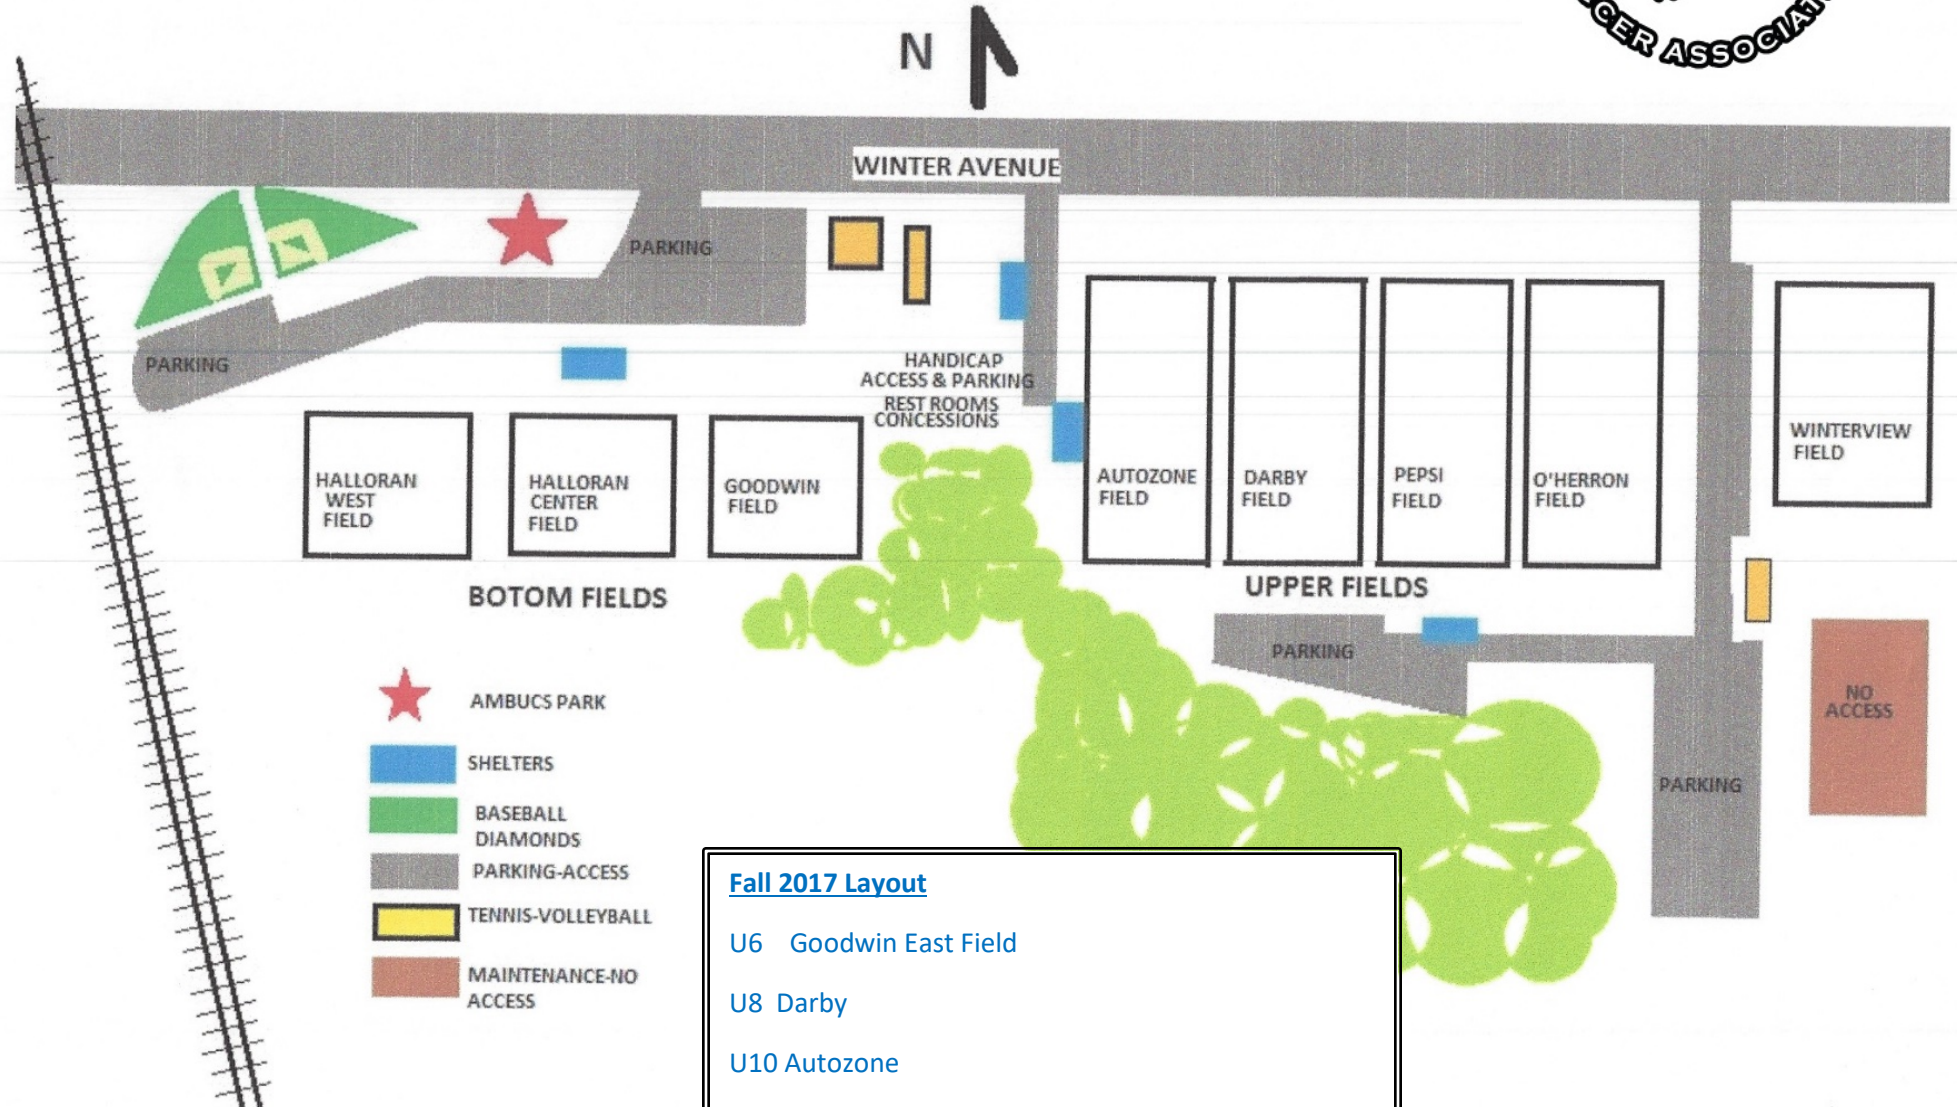 CER ASSOCIAT
N
WINTER AVENUE
PARKING
PARKING
HANDICAP
ACCESS & PARKING
REST ROOMS
CONCESSIONS
HALLORAN
WEST
FIELD
HALLORAN
CENTER
FIELD
GOODWIN
FIELD
AUTOZONE
FIELD
DARBY
FIELD
PEPSI
FIELD
O'HERRON
FIELD
WINTERVIEW
FIELD
BOTOM FIELDS
UPPER FIELDS
PARKING
NO
ACCESS
PARKING
AMBUCS PARK
SHELTERS
BASEBALL
DIAMONDS
PARKING-ACCESS
TENNIS-VOLLEYBALL
MAINTENANCE-NO
ACCESS
Fall 2017 Layout
U6 Goodwin East Field
U8 Darby
U10 Autozone